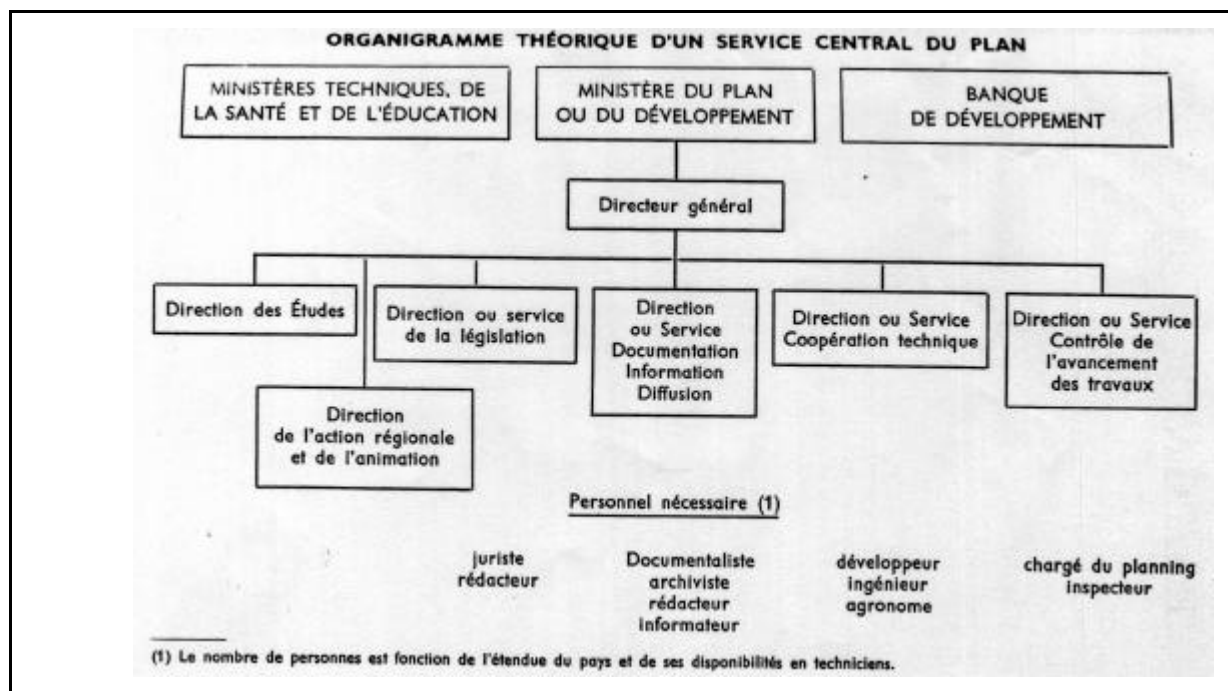 ORGANIGRAMME THÉORIQUE D'UN SERVICE CENTRAL DU PLAN
MINISTÈRES TECHNIQUES, DE
LA SANTÉ ET DE L'ÉDUCATION
MINISTÈRE DU PLAN
OU DU DÉVELOPPEMENT
BANQUE
DE DÉVELOPPEMENT
Directeur général
Direction des Études
Direction ou service
de la législation
Direction
ou Service
Documentation
Information
Diffusion
Direction ou Service
Coopération technique
Direction ou Service
Contrôle de
l'avancement
des travaux
Direction
de l'action régionale
et de l'animation
Personnel nécessaire (1)
juriste
rédacteur
Documentaliste
archiviste
rédacteur
informateur
développeur
ingénieur
agronome
chargé du planning
inspecteur
(1) Le nombre de personnes est fonction de l'étendue du pays et de ses disponibilités en techniciens.